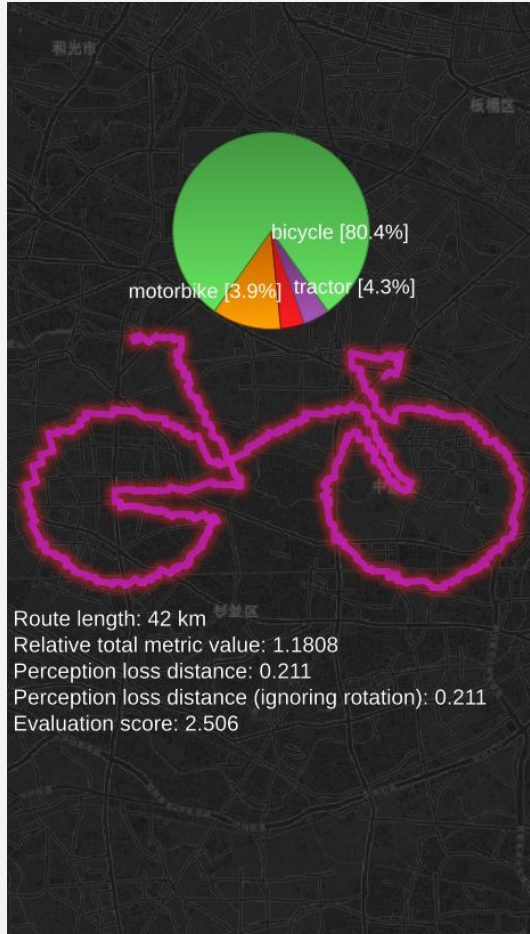 和光市
板橋区
bicycle [80.4%]
tractor [4.3%]
motorbike [3.9%]
中
杉並区
Route length: 42 km
Relative total metric value: 1.1808
Perception loss distance: 0.211
Perception loss distance (ignoring rotation): 0.211
Evaluation score: 2.506